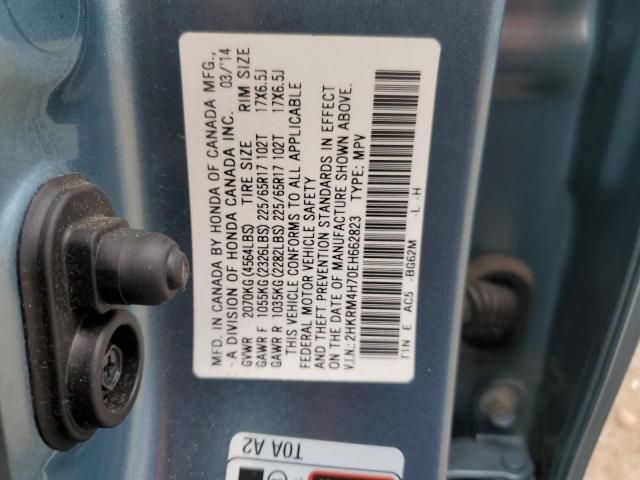 MFD. IN CANADA BY HONDA OF CANADA MFG.,
- A DIVISION OF HONDA CANADA INC. 03/'14
GVWR 2070KG (4564LBS) TIRE SIZE RIM SIZE
GAWR F 1055KG (2326LBS) 225/65R17 102T 17X6.5J
GAWR R 1035KG (2282LBS) 225/65R17 102T 17X6.5J
THIS VEHICLE CONFORMS TO ALL APPLICABLE
FEDERAL MOTOR VEHICLE SAFETY
AND THEFT PREVENTION STANDARDS IN EFFECT
ON THE DATE OF MANUFACTURE SHOWN ABOVE.
V.I.N.: 2HKRM4H70EH662823 TYPE: MPV
TIN E AC5 -BG62M -L -H
T0A A2